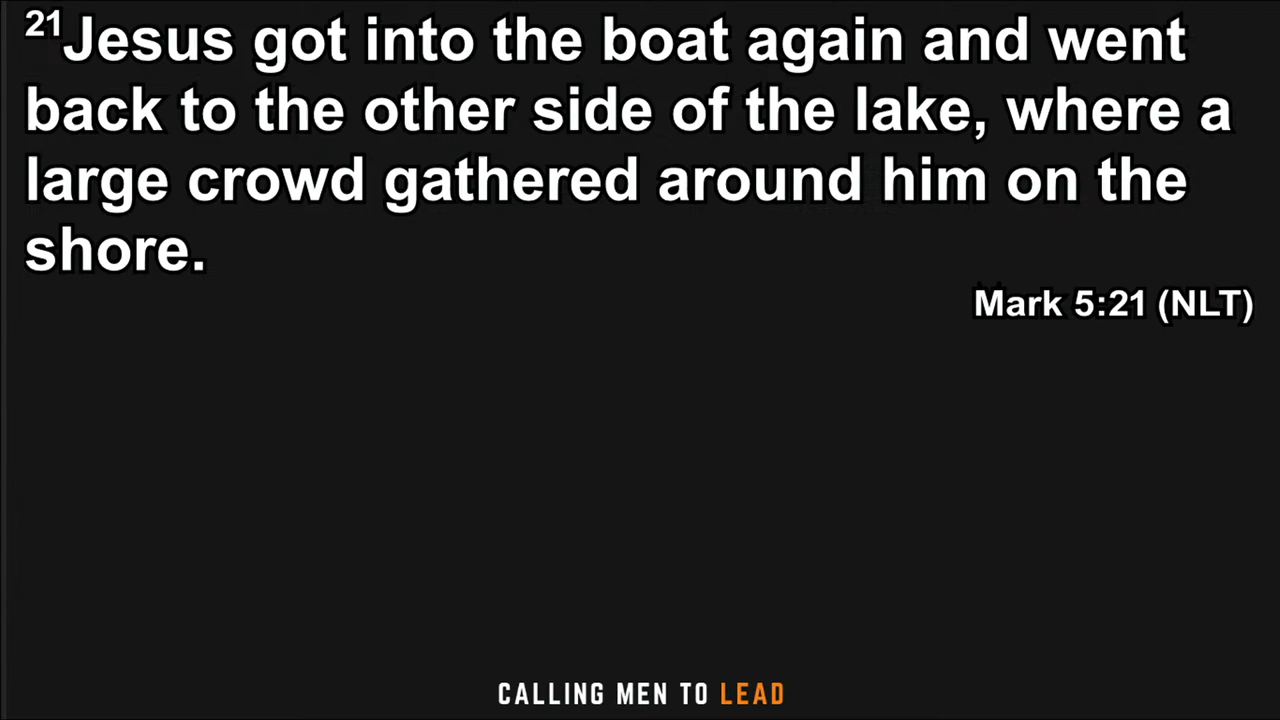 21Jesus got into the boat again and went
back to the other side of the lake, where a
large crowd gathered around him on the
shore.
Mark 5:21 (NLT)
CALLING MEN TO LEAD